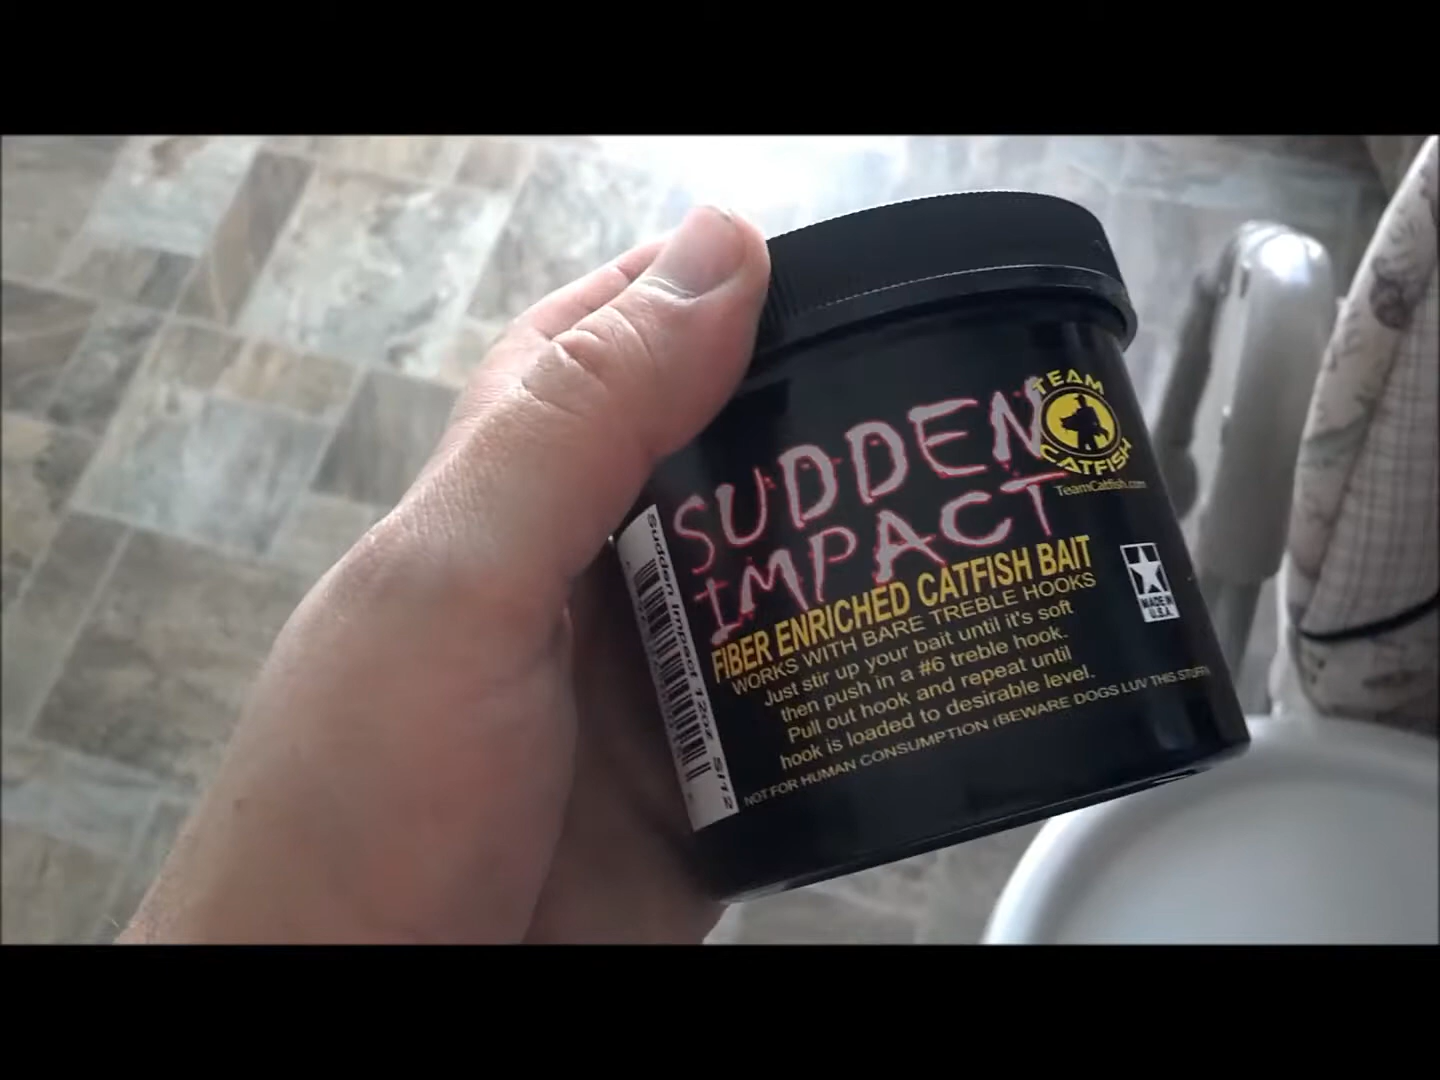 SUDDEN
IMPACT
TEAM
CATFISH
TeamCatfish.com
FIBER ENRICHED CATFISH BAIT
WORKS WITH BARE TREBLE HOOKS
Just stir up your bait until it's soft
then push in a #6 treble hook.
Pull out hook and repeat until
hook is loaded to desirable level.
NOT FOR HUMAN CONSUMPTION (BEWARE DOGS LUV THIS STUFF)
MADE IN
U.S.A.
Sudden Impact 12oz SI12